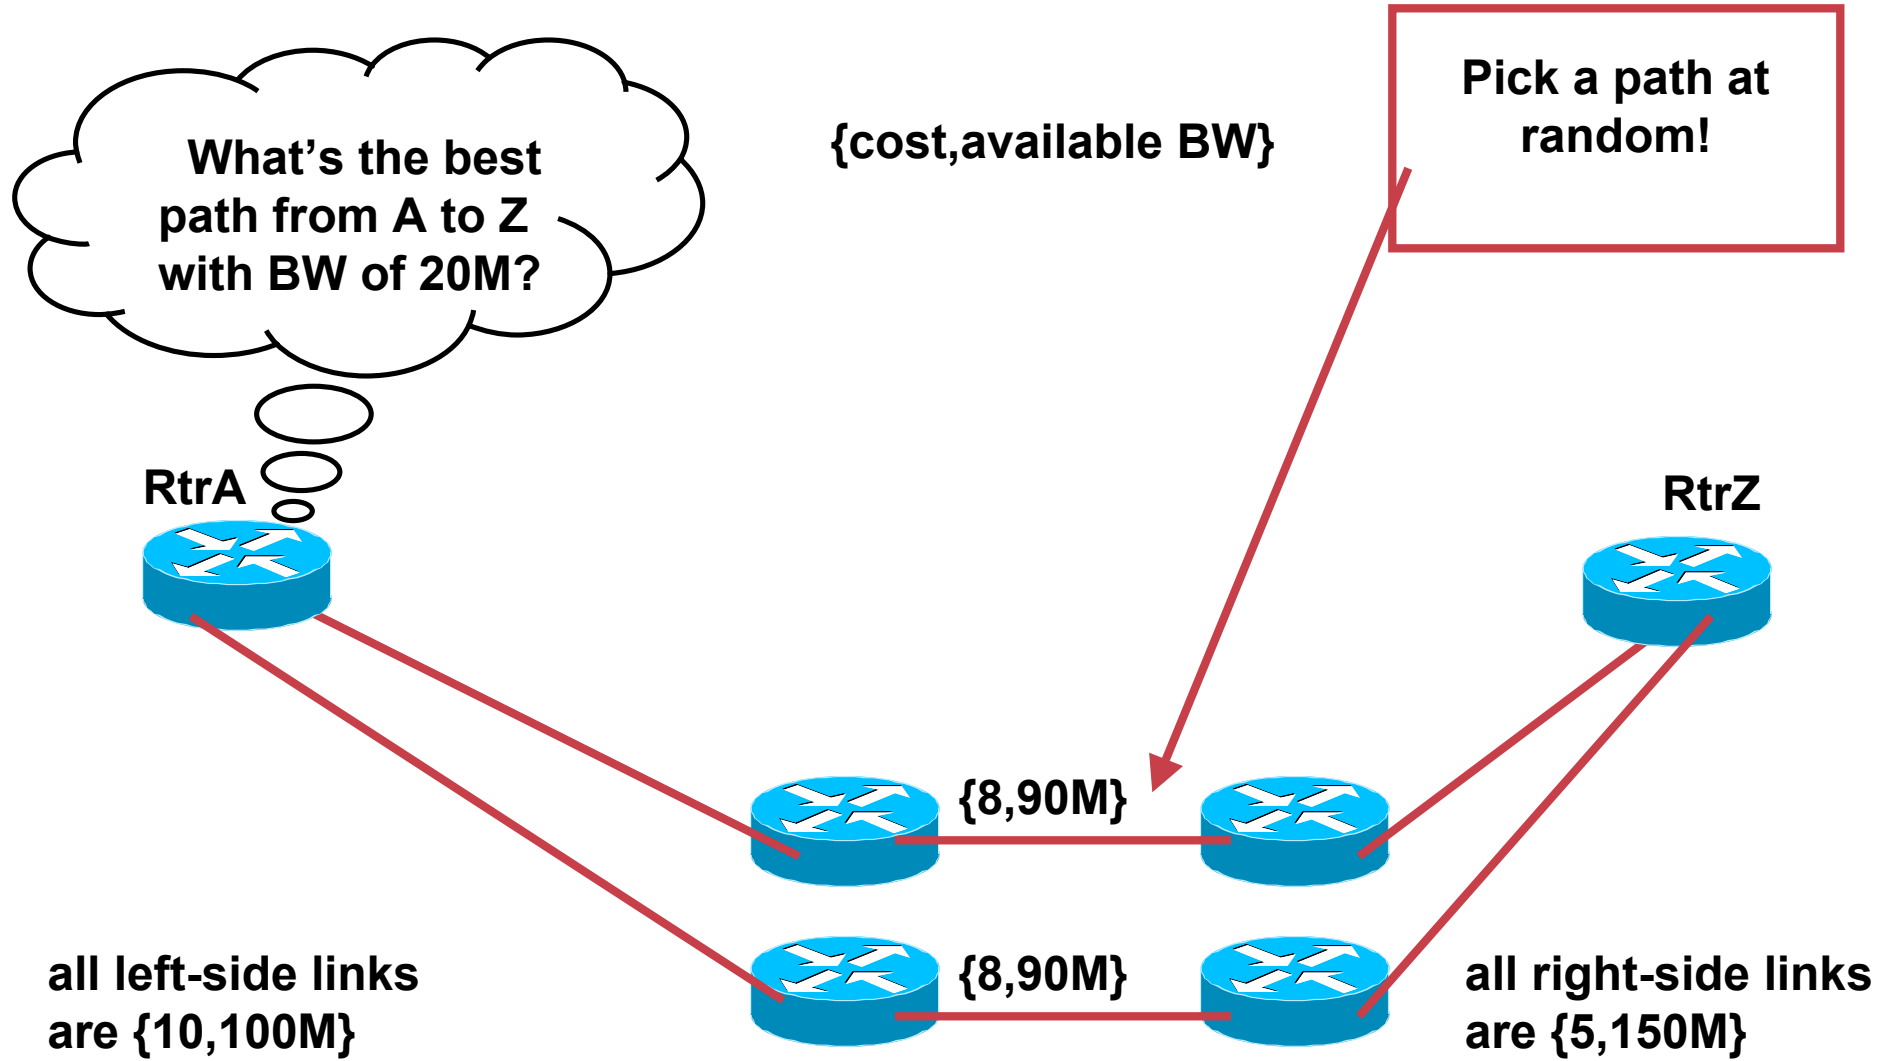 What’s the best
path from A to Z
with BW of 20M?
{cost,available BW}
Pick a path at
random!
RtrA
RtrZ
{8,90M}
{8,90M}
all left-side links
are {10,100M}
all right-side links
are {5,150M}